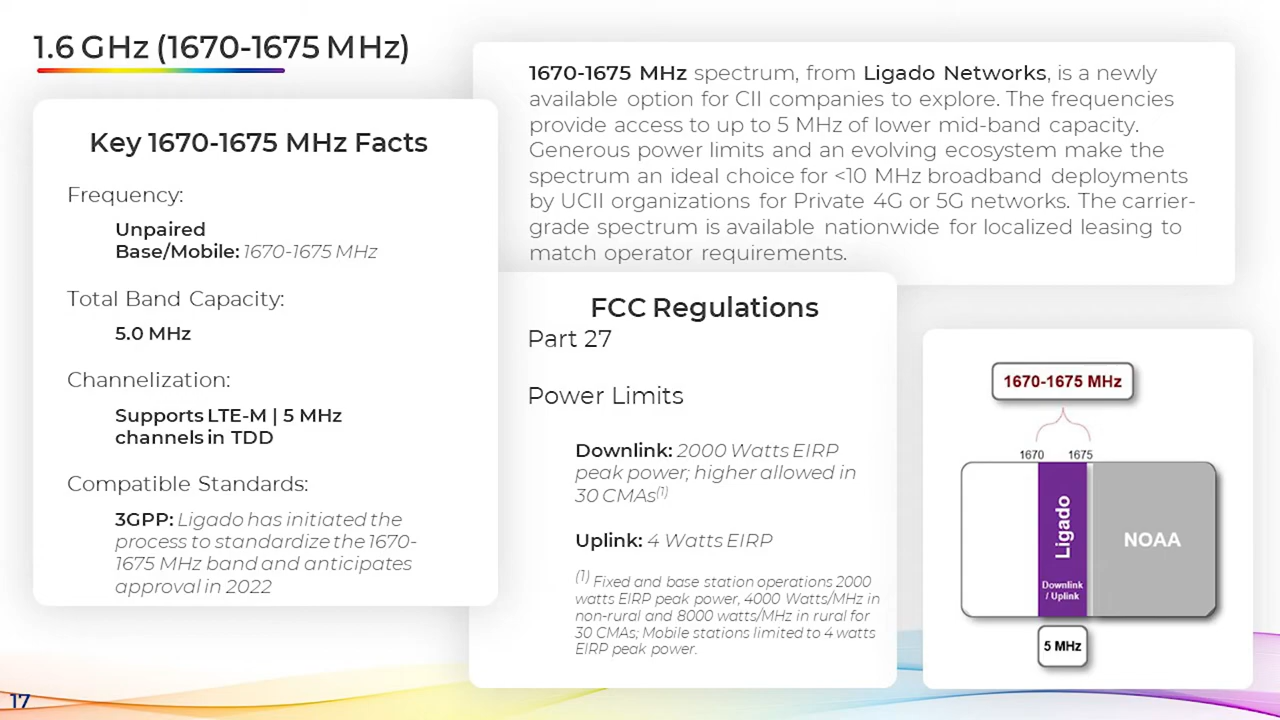 1.6 GHz (1670-1675 MHz)
Key 1670-1675 MHz Facts
Frequency:
Unpaired
Base/Mobile: 1670-1675 MHz
Total Band Capacity:
5.0 MHz
Channelization:
Supports LTE-M | 5 MHz
channels in TDD
Compatible Standards:
3GPP: Ligado has initiated the
process to standardize the 1670-
1675 MHz band and anticipates
approval in 2022
1670-1675 MHz spectrum, from Ligado Networks, is a newly
available option for CII companies to explore. The frequencies
provide access to up to 5 MHz of lower mid-band capacity.
Generous power limits and an evolving ecosystem make the
spectrum an ideal choice for <10 MHz broadband deployments
by UCII organizations for Private 4G or 5G networks. The carrier-
grade spectrum is available nationwide for localized leasing to
match operator requirements.
FCC Regulations
Part 27
Power Limits
Downlink: 2000 Watts EIRP
peak power; higher allowed in
30 CMAs(1)
Uplink: 4 Watts EIRP
(1) Fixed and base station operations 2000
watts EIRP peak power, 4000 Watts/MHz in
non-rural and 8000 watts/MHz in rural for
30 CMAs; Mobile stations limited to 4 watts
EIRP peak power.
1670-1675 MHz
1670 1675
Ligado
Downlink
/ Uplink
NOAA
5 MHz
17